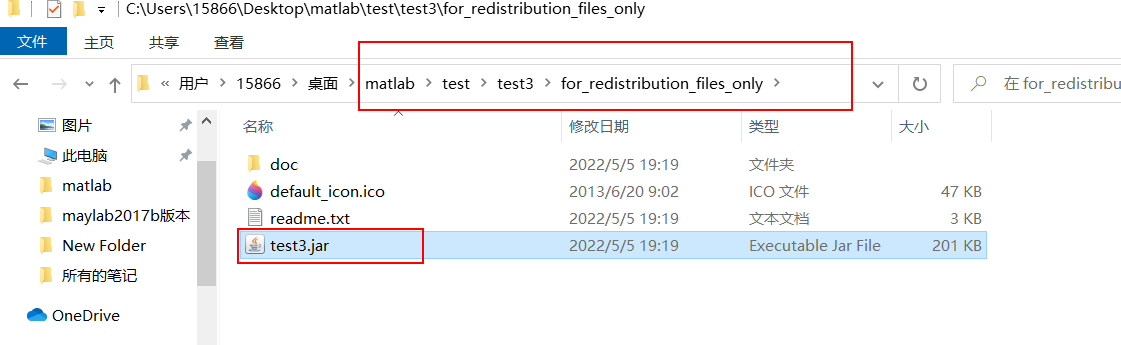 C:\Users\15866\Desktop\matlab\test\test3\for_redistribution_files_only
文件 主页 共享 查看
« 用户 › 15866 › 桌面 › matlab › test › test3 › for_redistribution_files_only › 在 for_redistribu
图片
此电脑
matlab
maylab2017b版本
New Folder
所有的笔记
OneDrive
名称 修改日期 类型 大小
doc 2022/5/5 19:19 文件夹
default_icon.ico 2013/6/20 9:02 ICO 文件 47 KB
readme.txt 2022/5/5 19:19 文本文档 3 KB
test3.jar 2022/5/5 19:19 Executable Jar File 201 KB